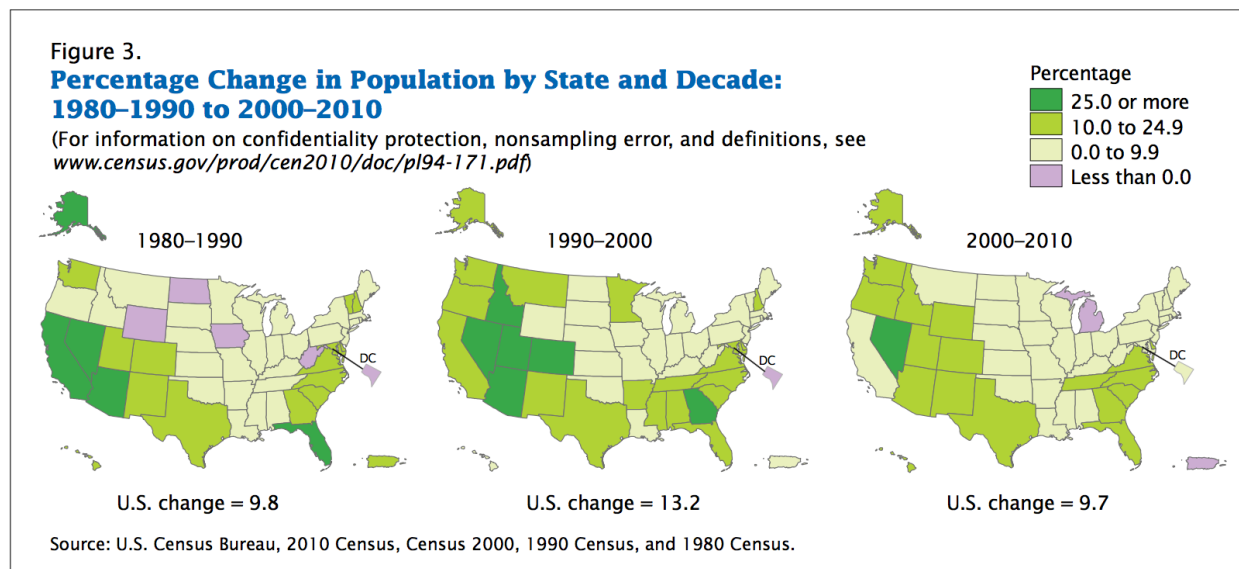 Figure 3.
Percentage Change in Population by State and Decade:
1980–1990 to 2000–2010
(For information on confidentiality protection, nonsampling error, and definitions, see
www.census.gov/prod/cen2010/doc/pl94-171.pdf)
Percentage
25.0 or more
10.0 to 24.9
0.0 to 9.9
Less than 0.0
1980–1990
1990–2000
2000–2010
DC
DC
DC
U.S. change = 9.8
U.S. change = 13.2
U.S. change = 9.7
Source: U.S. Census Bureau, 2010 Census, Census 2000, 1990 Census, and 1980 Census.